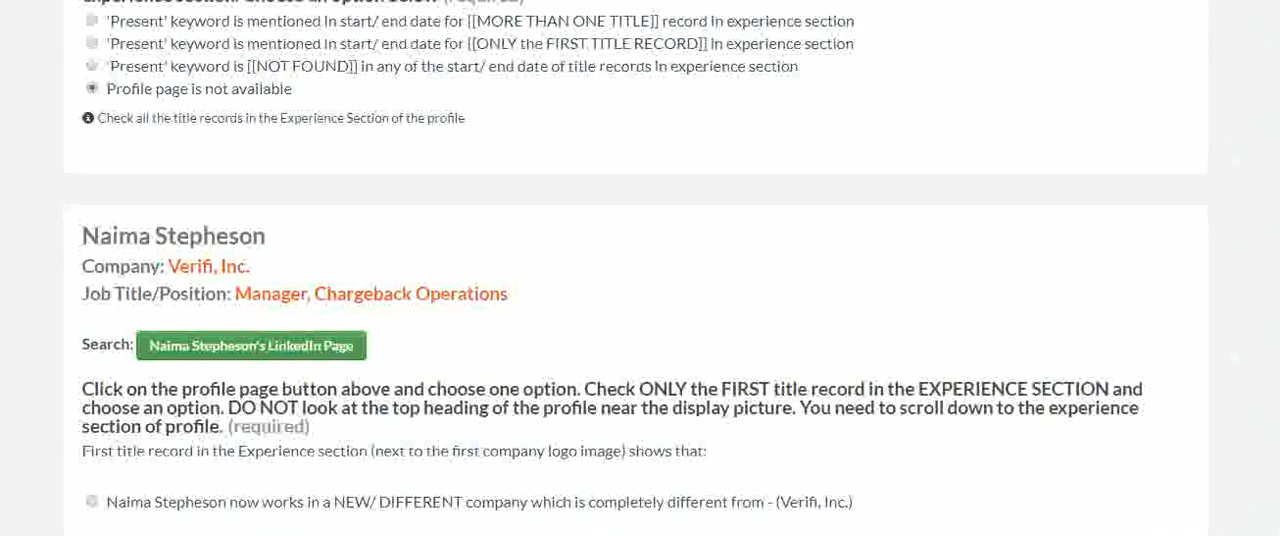 'Present' keyword is mentioned in start/ end date for [[MORE THAN ONE TITLE]] record in experience section
'Present' keyword is mentioned in start/ end date for [[ONLY the FIRST TITLE RECORD]] in experience section
'Present' keyword is [[NOT FOUND]] in any of the start/ end date of title records in experience section
Profile page is not available
Check all the title records in the Experience Section of the profile
Naima Stepheson
Company: Verifi, Inc.
Job Title/Position: Manager, Chargeback Operations
Search: Naima Stepheson's LinkedIn Page
Click on the profile page button above and choose one option. Check ONLY the FIRST title record in the EXPERIENCE SECTION and
choose an option. DO NOT look at the top heading of the profile near the display picture. You need to scroll down to the experience
section of profile. (required)
First title record in the Experience section (next to the first company logo image) shows that:
Naima Stepheson now works in a NEW/ DIFFERENT company which is completely different from - (Verifi, Inc.)